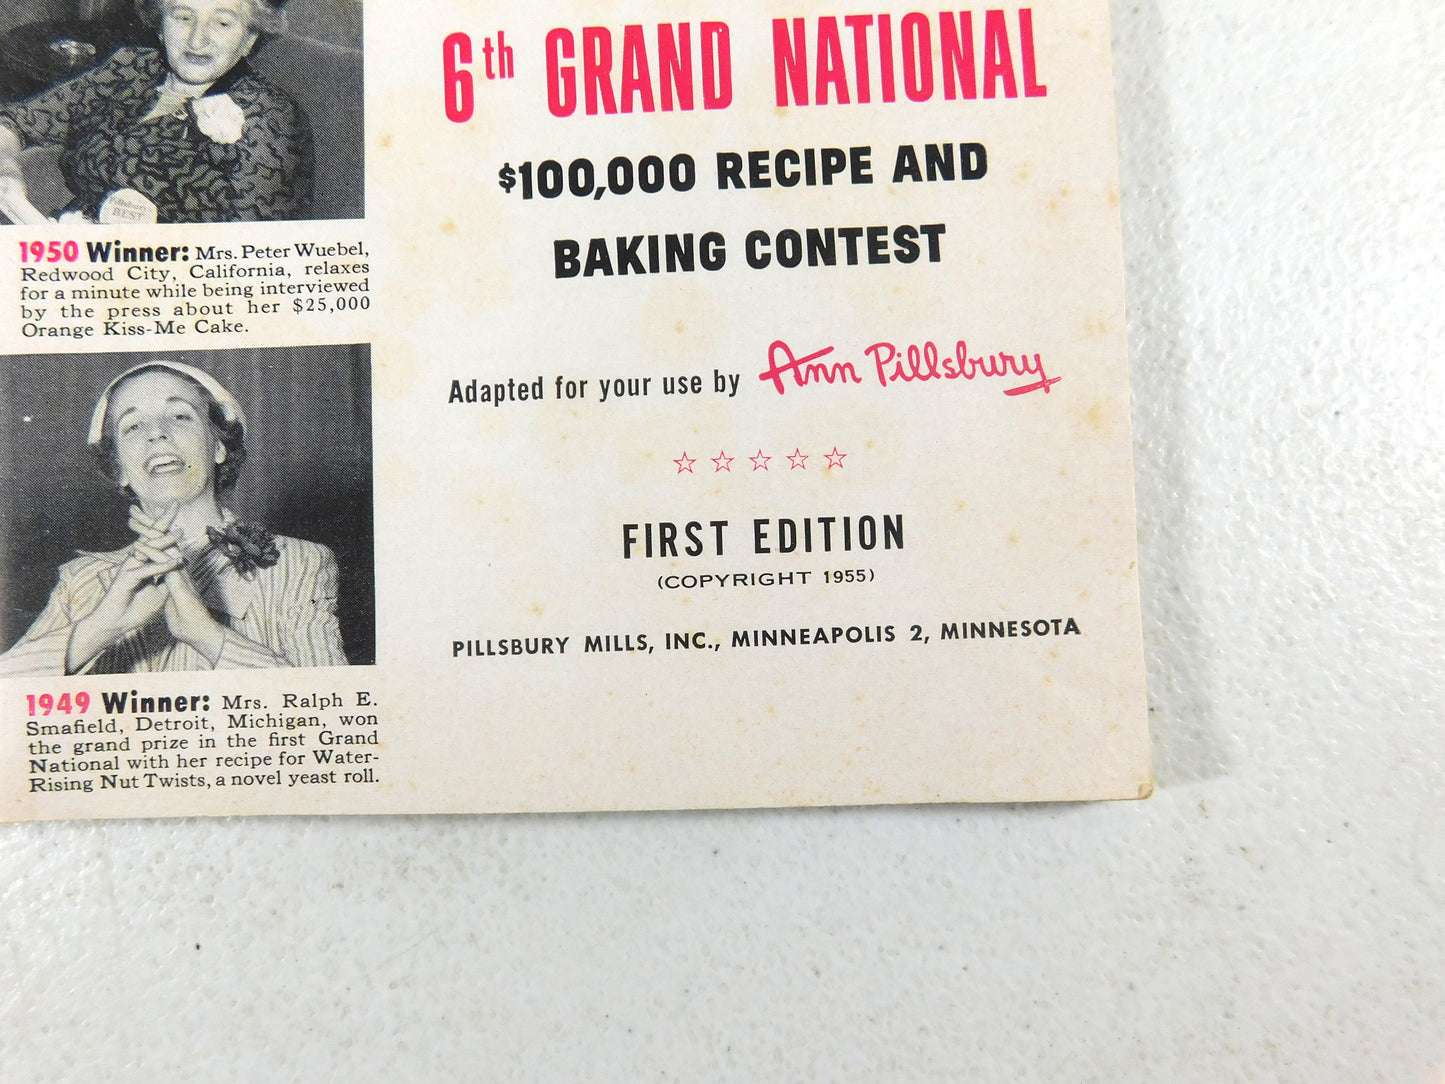 6th GRAND NATIONAL
$100,000 RECIPE AND
BAKING CONTEST
Adapted for your use by Ann Pillsbury
☆ ☆ ☆ ☆ ☆
FIRST EDITION
(COPYRIGHT 1955)
PILLSBURY MILLS, INC., MINNEAPOLIS 2, MINNESOTA
Pillsbury
BEST
1950 Winner: Mrs. Peter Wuebel,
Redwood City, California, relaxes
for a minute while being interviewed
by the press about her $25,000
Orange Kiss-Me Cake.
1949 Winner: Mrs. Ralph E.
Smafield, Detroit, Michigan, won
the grand prize in the first Grand
National with her recipe for Water-
Rising Nut Twists, a novel yeast roll.